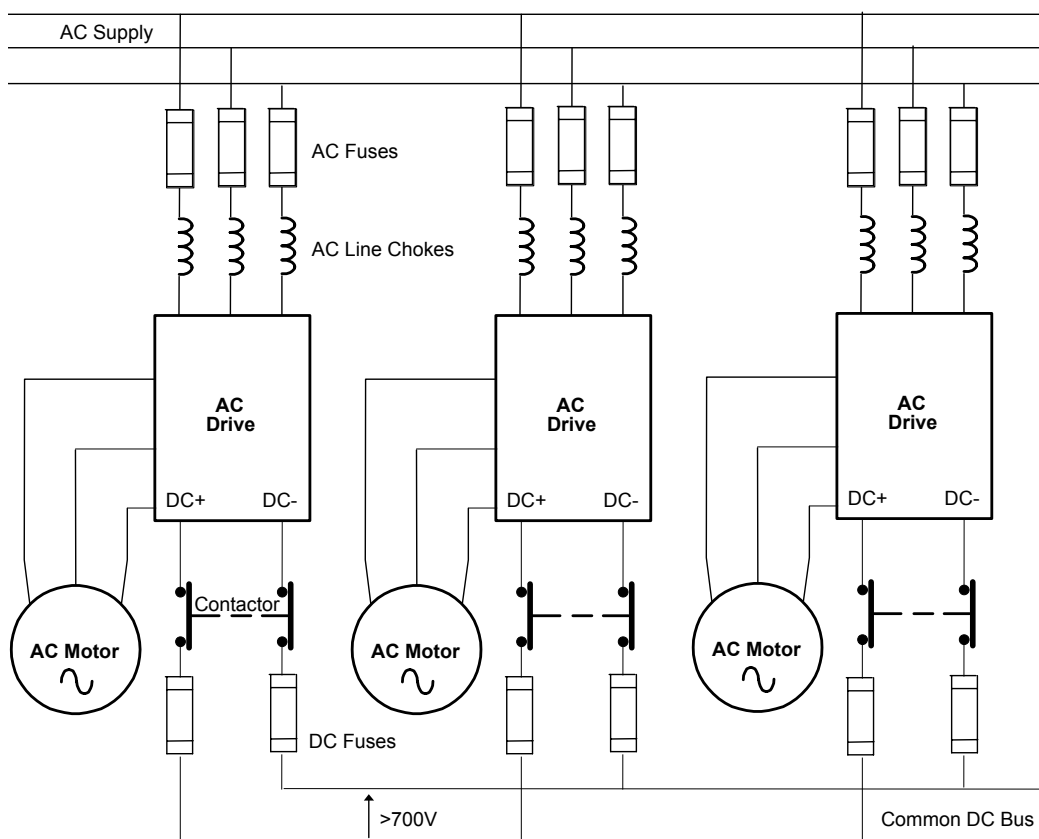 AC Supply
AC Fuses
AC Line Chokes
AC
Drive
AC
Drive
AC
Drive
DC+ DC-
DC+ DC-
DC+ DC-
Contactor
AC Motor
AC Motor
AC Motor
DC Fuses
>700V
Common DC Bus